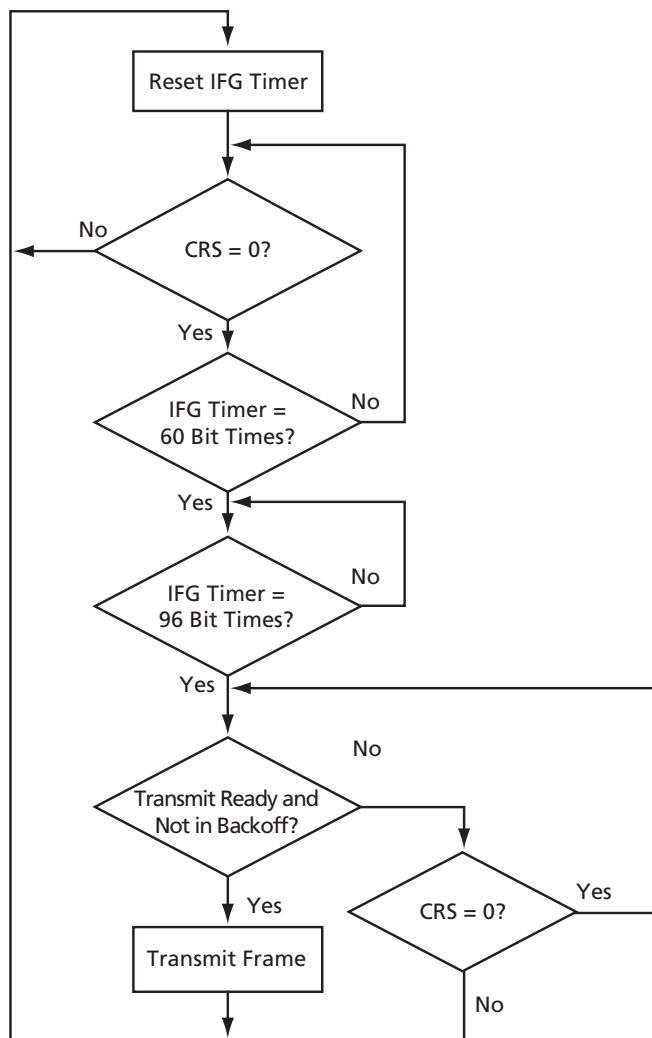 Reset IFG Timer
No
CRS = 0?
Yes
IFG Timer =
60 Bit Times?
No
Yes
IFG Timer =
96 Bit Times?
No
Yes
No
Transmit Ready and
Not in Backoff?
Yes
CRS = 0?
Yes
Transmit Frame
No